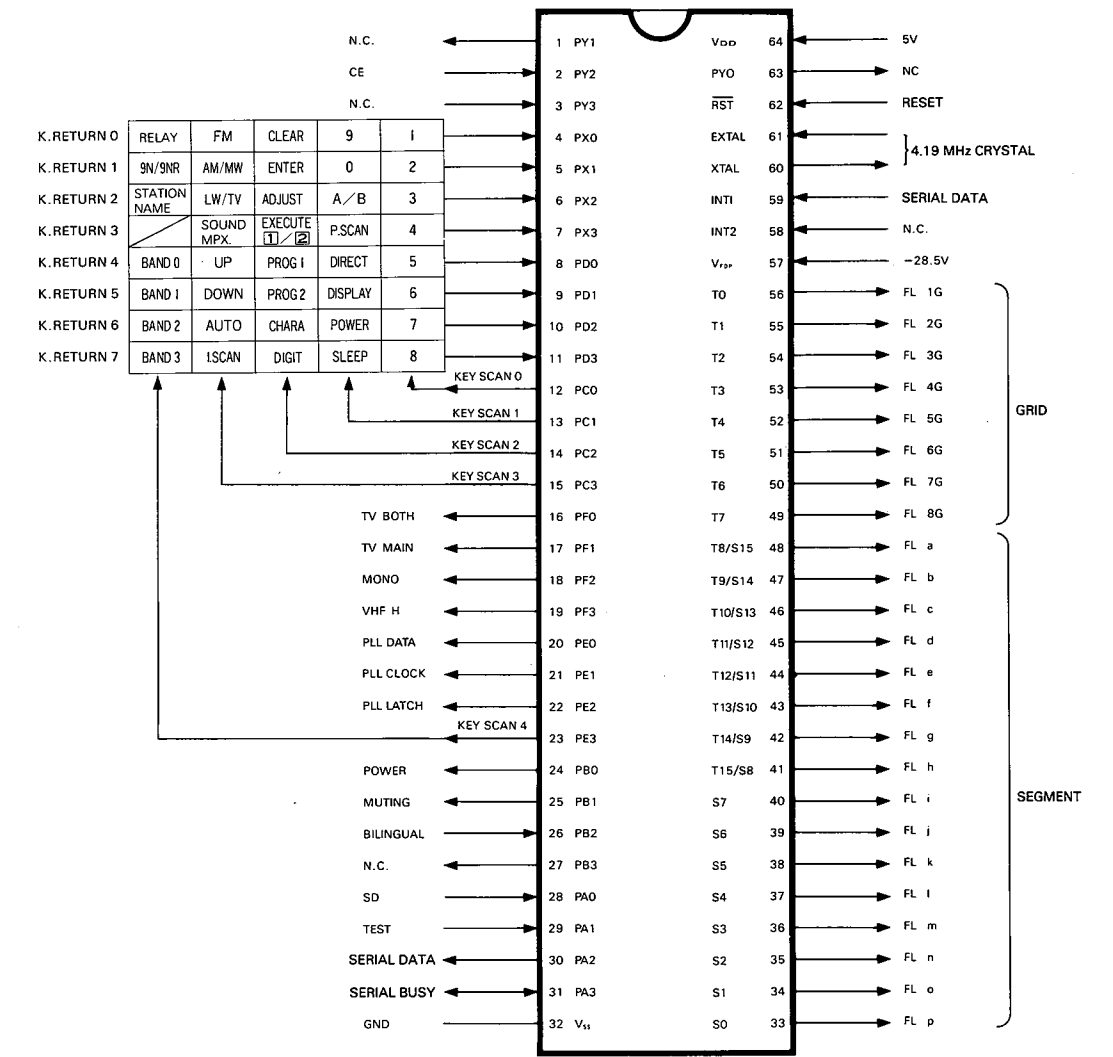 N.C. 1 PY1 VDD 64 5V
CE 2 PY2 PYO 63 NC
N.C. 3 PY3 RST 62 RESET
K.RETURN 0 RELAY FM CLEAR 9 1 4 PX0 EXTAL 61
4.19 MHz CRYSTAL
K.RETURN 1 9N/9NR AM/MW ENTER 0 2 5 PX1 XTAL 60
K.RETURN 2 STATION NAME LW/TV ADJUST A/B 3 6 PX2 INT1 59 SERIAL DATA
K.RETURN 3 SOUND MPX. EXECUTE 1/2 P.SCAN 4 7 PX3 INT2 58 N.C.
K.RETURN 4 BAND 0 UP PROG 1 DIRECT 5 8 PD0 VFDP 57 -28.5V
K.RETURN 5 BAND 1 DOWN PROG 2 DISPLAY 6 9 PD1 T0 56 FL 1G
K.RETURN 6 BAND 2 AUTO CHARA POWER 7 10 PD2 T1 55 FL 2G
K.RETURN 7 BAND 3 I.SCAN DIGIT SLEEP 8 11 PD3 T2 54 FL 3G
KEY SCAN 0 12 PC0 T3 53 FL 4G
GRID
KEY SCAN 1 13 PC1 T4 52 FL 5G
KEY SCAN 2 14 PC2 T5 51 FL 6G
KEY SCAN 3 15 PC3 T6 50 FL 7G
TV BOTH 16 PF0 T7 49 FL 8G
TV MAIN 17 PF1 T8/S15 48 FL a
MONO 18 PF2 T9/S14 47 FL b
VHF H 19 PF3 T10/S13 46 FL c
PLL DATA 20 PE0 T11/S12 45 FL d
PLL CLOCK 21 PE1 T12/S11 44 FL e
PLL LATCH 22 PE2 T13/S10 43 FL f
KEY SCAN 4 23 PE3 T14/S9 42 FL g
POWER 24 PB0 T15/S8 41 FL h
MUTING 25 PB1 S7 40 FL i
SEGMENT
BILINGUAL 26 PB2 S6 39 FL j
N.C. 27 PB3 S5 38 FL k
SD 28 PA0 S4 37 FL l
TEST 29 PA1 S3 36 FL m
SERIAL DATA 30 PA2 S2 35 FL n
SERIAL BUSY 31 PA3 S1 34 FL o
GND 32 Vss S0 33 FL p